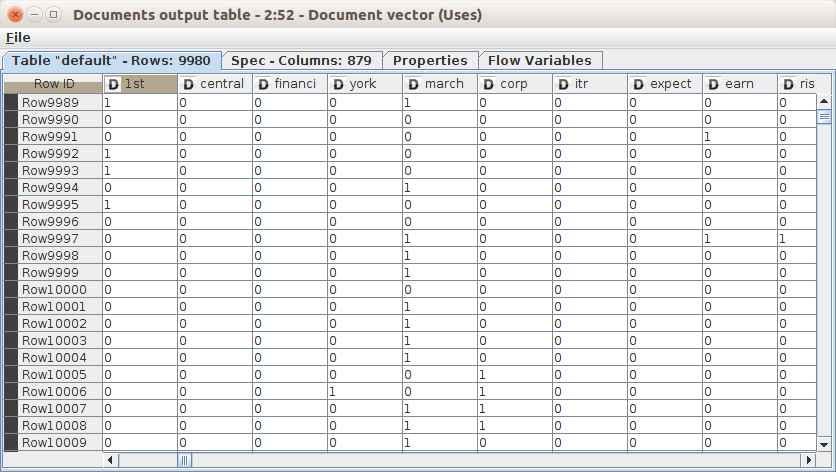 Documents output table - 2:52 - Document vector (Uses)
File
Table "default" - Rows: 9980 Spec - Columns: 879 Properties Flow Variables
Row ID D 1st D central D financi D york D march D corp D itr D expect D earn D ris
Row9989 1 0 0 0 1 0 0 0 0 0
Row9990 0 0 0 0 0 0 0 0 0 0
Row9991 0 0 0 0 0 0 0 0 1 0
Row9992 1 0 0 0 0 0 0 0 0 0
Row9993 1 0 0 0 0 0 0 0 0 0
Row9994 0 0 0 0 1 0 0 0 0 0
Row9995 1 0 0 0 0 0 0 0 0 0
Row9996 0 0 0 0 0 0 0 0 0 0
Row9997 0 0 0 0 1 0 0 0 1 1
Row9998 0 0 0 0 1 0 0 0 0 0
Row9999 0 0 0 0 1 0 0 0 0 0
Row10000 0 0 0 0 0 0 0 0 0 0
Row10001 0 0 0 0 1 0 0 0 0 0
Row10002 0 0 0 0 1 0 0 0 0 0
Row10003 0 0 0 0 1 0 0 0 0 0
Row10004 0 0 0 0 1 0 0 0 0 0
Row10005 0 0 0 0 0 1 0 0 0 0
Row10006 0 0 0 1 0 1 0 0 0 0
Row10007 0 0 0 0 1 1 0 0 0 0
Row10008 0 0 0 0 1 1 0 0 0 0
Row10009 0 0 0 0 1 0 0 0 0 0